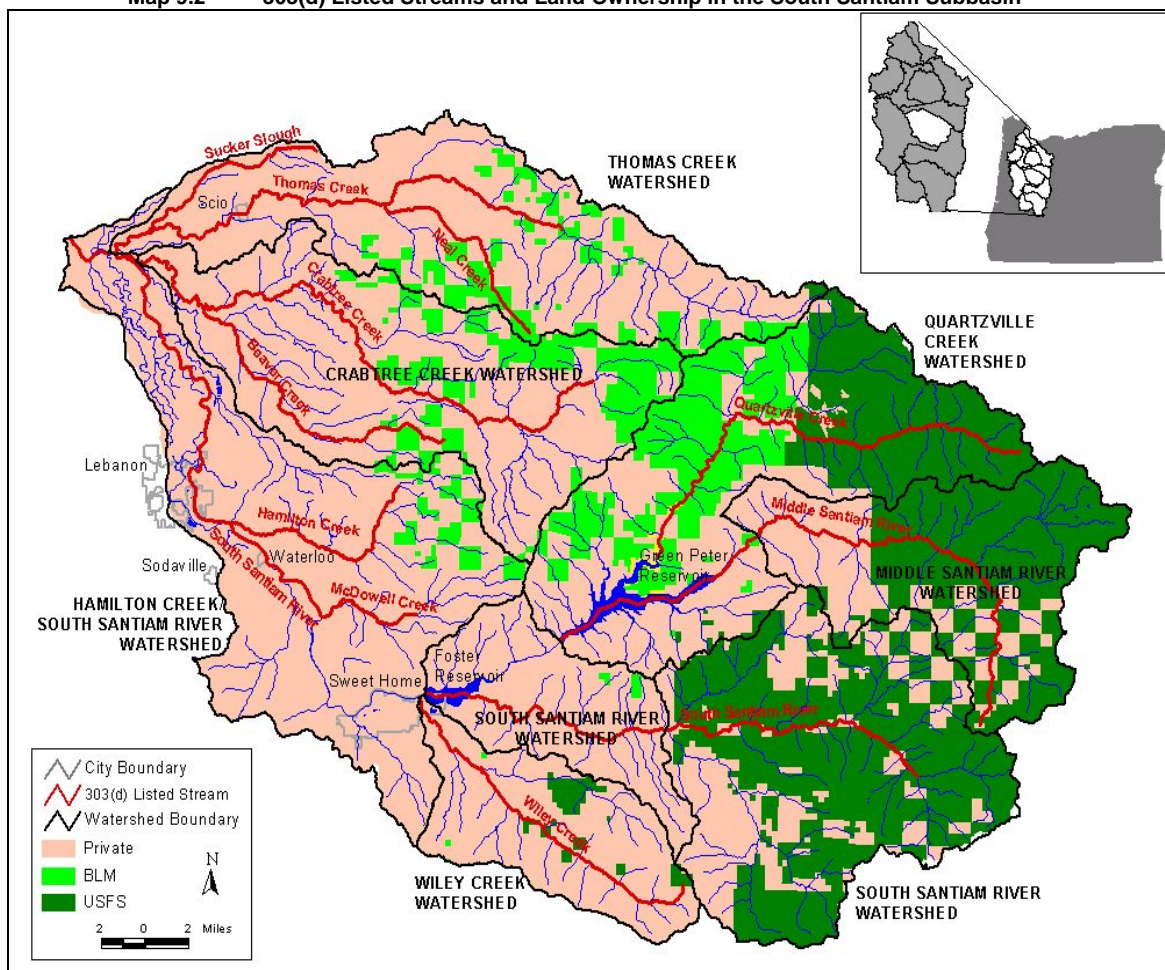 Map 9.2 303(d) Listed Streams and Land Ownership in the South Santiam Subbasin
Sucker Slough
THOMAS CREEK
WATERSHED
Thomas Creek
Scio
Neal Creek
Crabtree Creek
QUARTZVILLE
CREEK
WATERSHED
Beaver Creek
CRABTREE CREEK WATERSHED
Quartzville Creek
Lebanon
Middle Santiam River
Hamilton Creek
Waterloo
Green Peter
Reservoir
Sodaville
South Santiam River
McDowell Creek
MIDDLE SANTIAM RIVER
WATERSHED
HAMILTON CREEK/
SOUTH SANTIAM RIVER
WATERSHED
Foster
Reservoir
Sweet Home
SOUTH SANTIAM RIVER
WATERSHED
South Santiam River
Wiley Creek
WILEY CREEK
WATERSHED
SOUTH SANTIAM RIVER
WATERSHED
City Boundary
303(d) Listed Stream
Watershed Boundary
Private
BLM
USFS
N
2 0 2 Miles